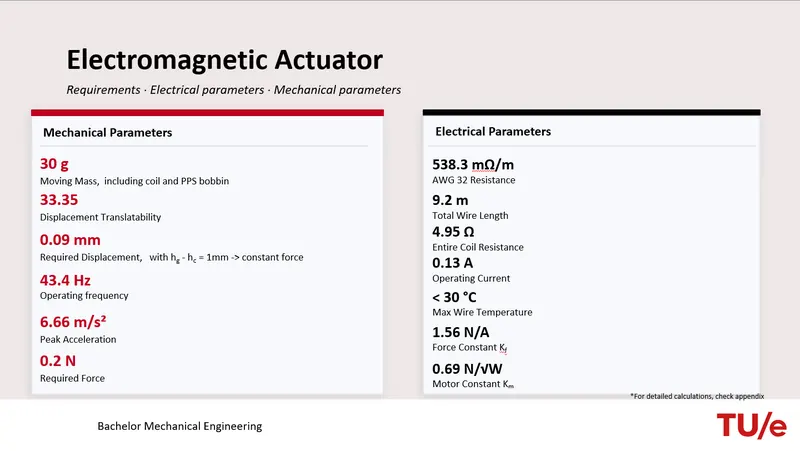 Electromagnetic Actuator
Requirements · Electrical parameters · Mechanical parameters
Mechanical Parameters
30 g
Moving Mass, including coil and PPS bobbin
33.35
Displacement Translatability
0.09 mm
Required Displacement, with hg - hc = 1mm -> constant force
43.4 Hz
Operating frequency
6.66 m/s²
Peak Acceleration
0.2 N
Required Force
Electrical Parameters
538.3 mΩ/m
AWG 32 Resistance
9.2 m
Total Wire Length
4.95 Ω
Entire Coil Resistance
0.13 A
Operating Current
< 30 °C
Max Wire Temperature
1.56 N/A
Force Constant Kf
0.69 N/√W
Motor Constant Km
*For detailed calculations, check appendix
Bachelor Mechanical Engineering
TU/e